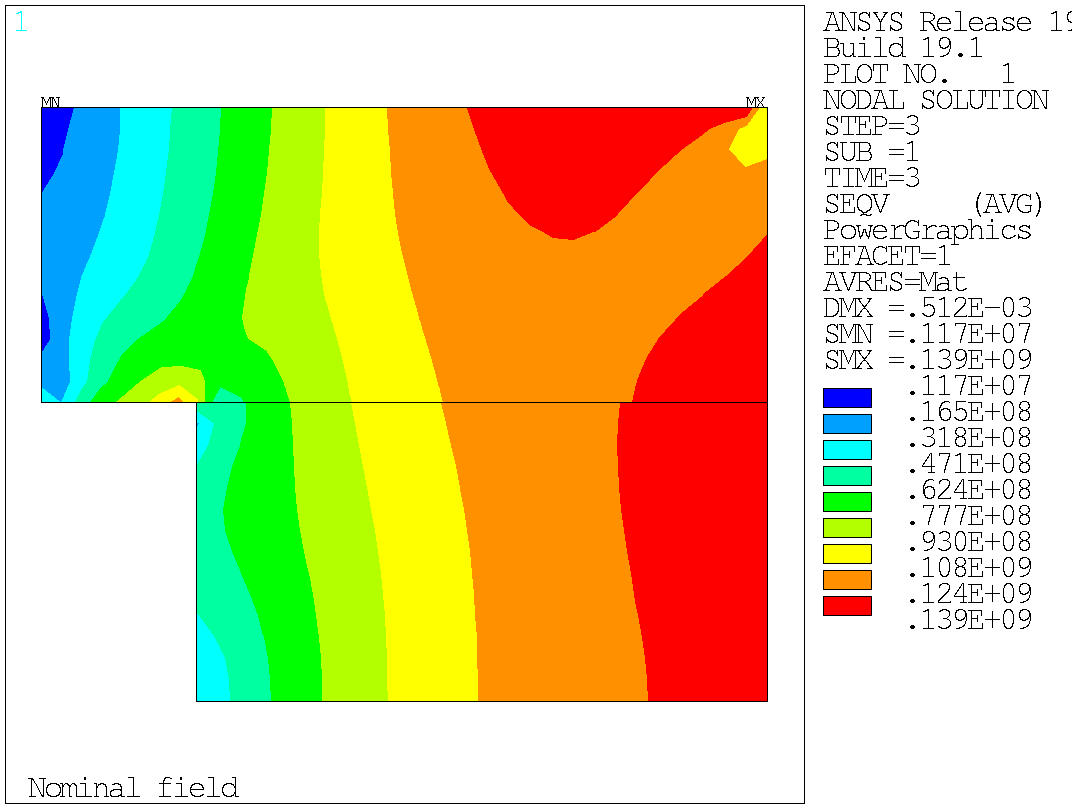 1
MN
MX
ANSYS Release 19
Build 19.1
PLOT NO. 1
NODAL SOLUTION
STEP=3
SUB =1
TIME=3
SEQV (AVG)
PowerGraphics
EFACET=1
AVRES=Mat
DMX =.512E-03
SMN =.117E+07
SMX =.139E+09
.117E+07
.165E+08
.318E+08
.471E+08
.624E+08
.777E+08
.930E+08
.108E+09
.124E+09
.139E+09
Nominal field